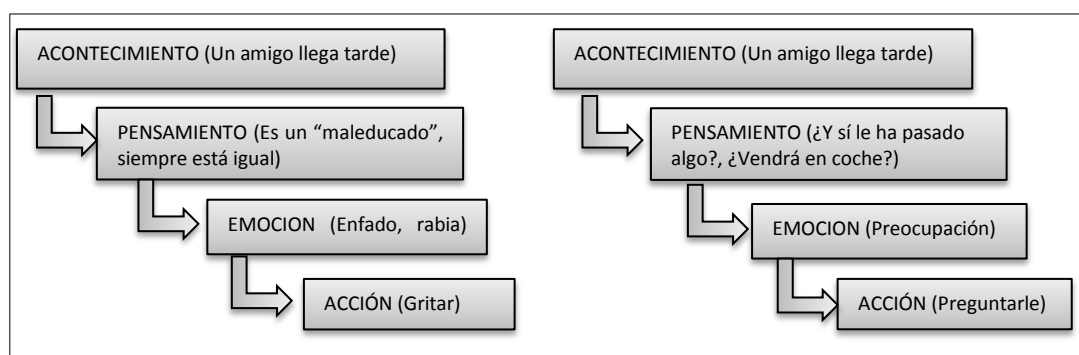 ACONTECIMIENTO (Un amigo llega tarde)
PENSAMIENTO (Es un “maleducado”,
siempre está igual)
EMOCION (Enfado, rabia)
ACCIÓN (Gritar)
ACONTECIMIENTO (Un amigo llega tarde)
PENSAMIENTO (¿Y sí le ha pasado
algo?, ¿Vendrá en coche?)
EMOCION (Preocupación)
ACCIÓN (Preguntarle)